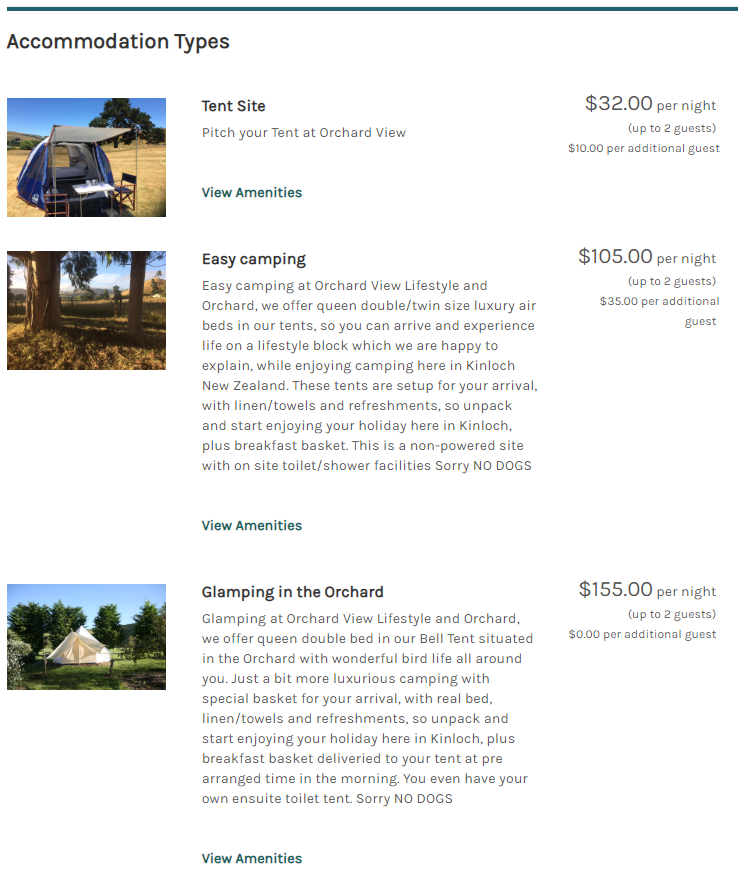 Accommodation Types
Tent Site
Pitch your Tent at Orchard View
View Amenities
$32.00 per night
(up to 2 guests)
$10.00 per additional guest
Easy camping
Easy camping at Orchard View Lifestyle and
Orchard, we offer queen double/twin size luxury air
beds in our tents, so you can arrive and experience
life on a lifestyle block which we are happy to
explain, while enjoying camping here in Kinloch
New Zealand. These tents are setup for your arrival,
with linen/towels and refreshments, so unpack
and start enjoying your holiday here in Kinloch,
plus breakfast basket. This is a non-powered site
with on site toilet/shower facilities Sorry NO DOGS
View Amenities
$105.00 per night
(up to 2 guests)
$35.00 per additional
guest
Glamping in the Orchard
Glamping at Orchard View Lifestyle and Orchard,
we offer queen double bed in our Bell Tent situated
in the Orchard with wonderful bird life all around
you. Just a bit more luxurious camping with
special basket for your arrival, with real bed,
linen/towels and refreshments, so unpack and
start enjoying your holiday here in Kinloch, plus
breakfast basket deliveried to your tent at pre
arranged time in the morning. You even have your
own ensuite toilet tent. Sorry NO DOGS
View Amenities
$155.00 per night
(up to 2 guests)
$0.00 per additional guest